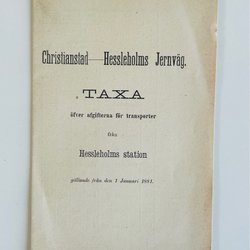 Christianstad—Hessleholms Jernväg.
TAXA
öfver afgifterna för transporter
från
Hessleholms station
gällande från den 1 Januari 1881.